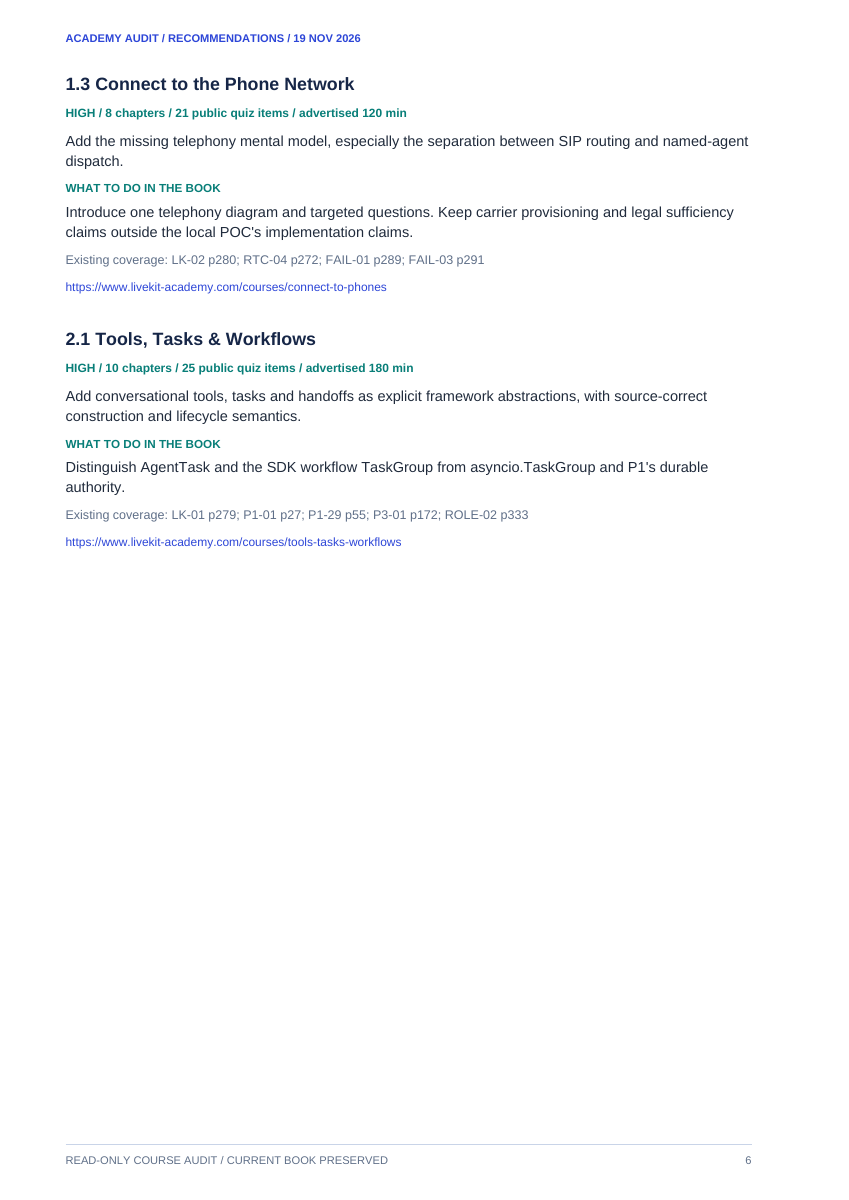 ACADEMY AUDIT / RECOMMENDATIONS / 19 NOV 2026
1.3 Connect to the Phone Network
HIGH / 8 chapters / 21 public quiz items / advertised 120 min
Add the missing telephony mental model, especially the separation between SIP routing and named-agent
dispatch.
WHAT TO DO IN THE BOOK
Introduce one telephony diagram and targeted questions. Keep carrier provisioning and legal sufficiency
claims outside the local POC's implementation claims.
Existing coverage: LK-02 p280; RTC-04 p272; FAIL-01 p289; FAIL-03 p291
https://www.livekit-academy.com/courses/connect-to-phones
2.1 Tools, Tasks & Workflows
HIGH / 10 chapters / 25 public quiz items / advertised 180 min
Add conversational tools, tasks and handoffs as explicit framework abstractions, with source-correct
construction and lifecycle semantics.
WHAT TO DO IN THE BOOK
Distinguish AgentTask and the SDK workflow TaskGroup from asyncio.TaskGroup and P1's durable
authority.
Existing coverage: LK-01 p279; P1-01 p27; P1-29 p55; P3-01 p172; ROLE-02 p333
https://www.livekit-academy.com/courses/tools-tasks-workflows
READ-ONLY COURSE AUDIT / CURRENT BOOK PRESERVED
6